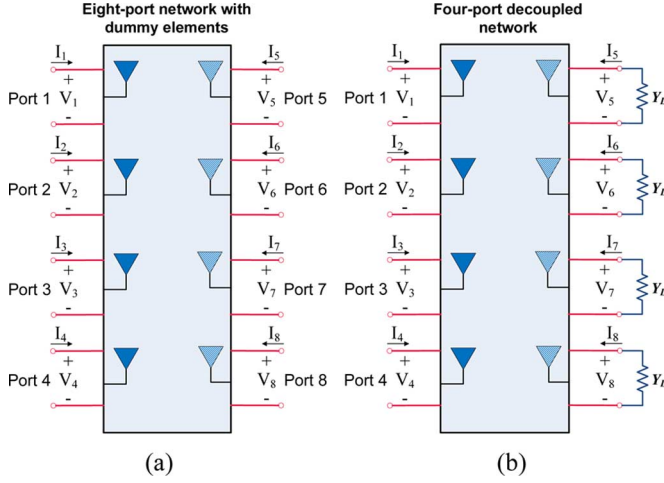 Eight-port network with
dummy elements
I1 I5
+ +
Port 1 V1 V5 Port 5
- -
I2 I6
+ +
Port 2 V2 V6 Port 6
- -
I3 I7
+ +
Port 3 V3 V7 Port 7
- -
I4 I8
+ +
Port 4 V4 V8 Port 8
- -
(a)
Four-port decoupled
network
I1 I5
+ +
Port 1 V1 V5 YL
- -
I2 I6
+ +
Port 2 V2 V6 YL
- -
I3 I7
+ +
Port 3 V3 V7 YL
- -
I4 I8
+ +
Port 4 V4 V8 YL
- -
(b)